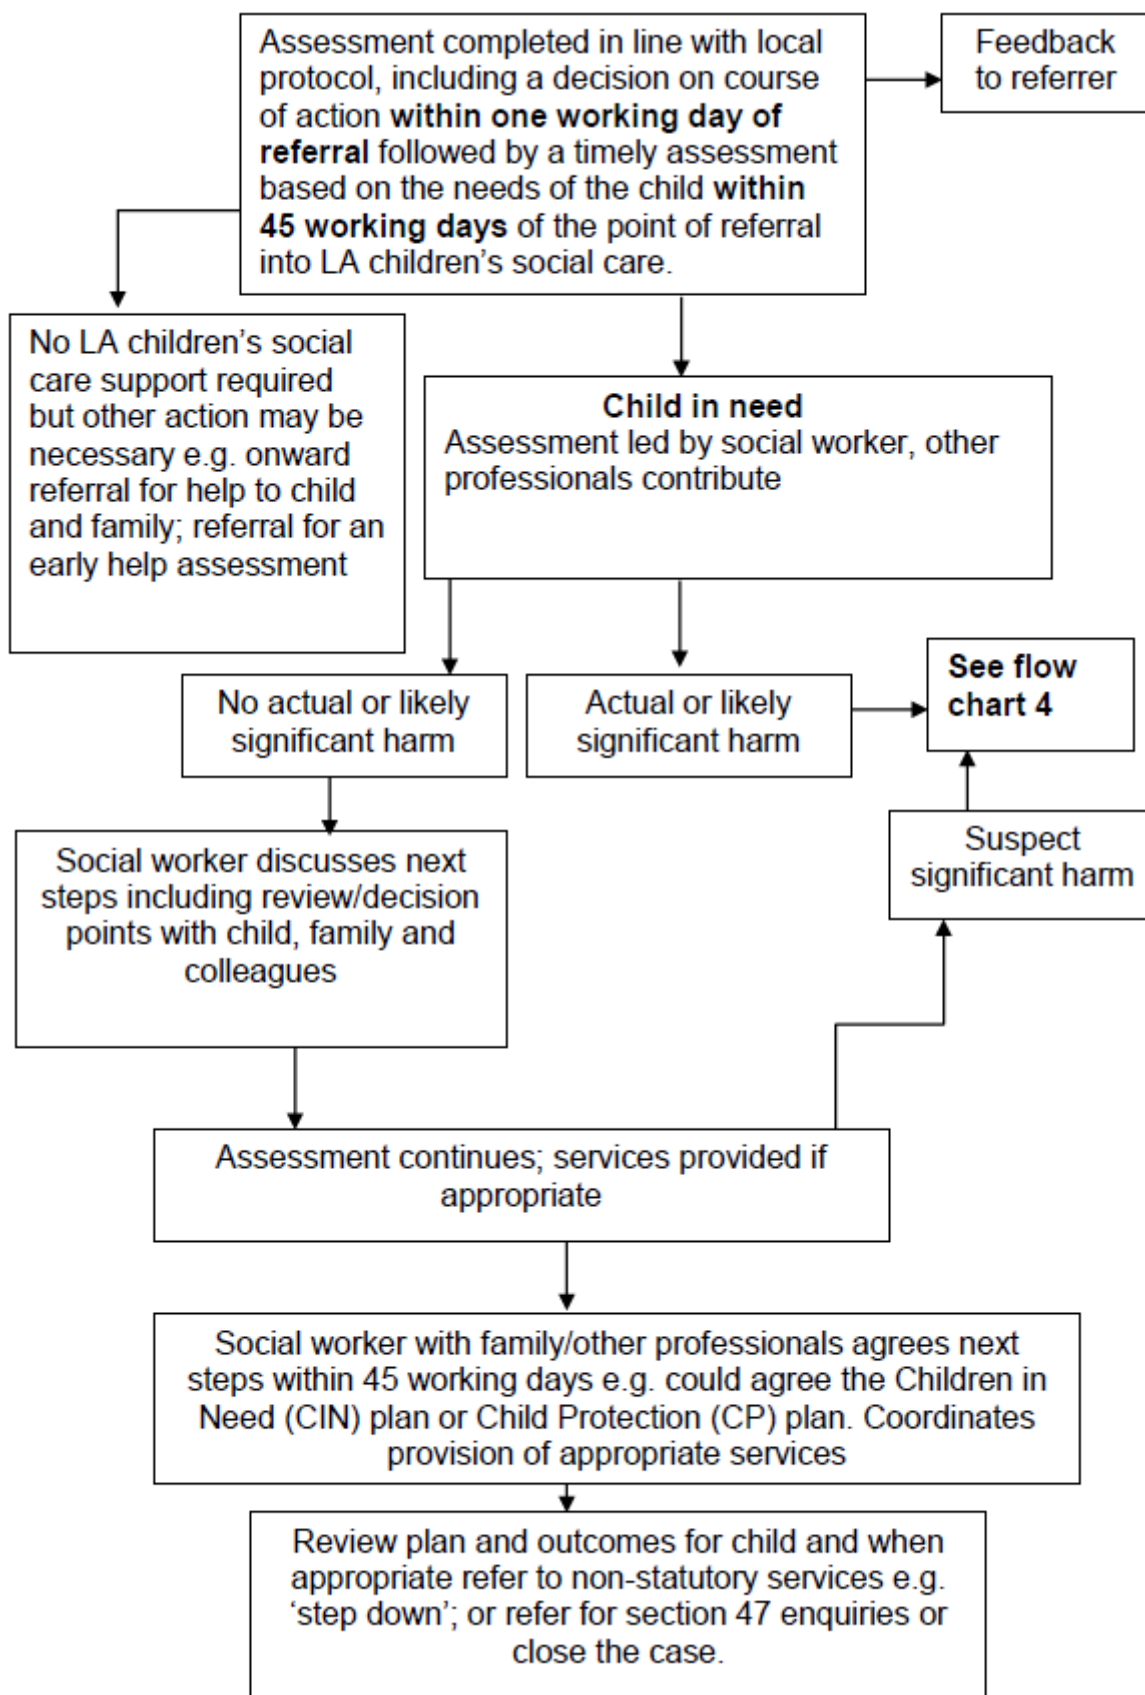 Assessment completed in line with local
protocol, including a decision on course
of action within one working day of
referral followed by a timely assessment
based on the needs of the child within
45 working days of the point of referral
into LA children's social care.
Feedback
to referrer
No LA children's social
care support required
but other action may be
necessary e.g. onward
referral for help to child
and family; referral for an
early help assessment
Child in need
Assessment led by social worker, other
professionals contribute
No actual or likely
significant harm
Actual or likely
significant harm
See flow
chart 4
Suspect
significant harm
Social worker discusses next
steps including review/decision
points with child, family and
colleagues
Assessment continues; services provided if
appropriate
Social worker with family/other professionals agrees next
steps within 45 working days e.g. could agree the Children in
Need (CIN) plan or Child Protection (CP) plan. Coordinates
provision of appropriate services
Review plan and outcomes for child and when
appropriate refer to non-statutory services e.g.
‘step down’; or refer for section 47 enquiries or
close the case.